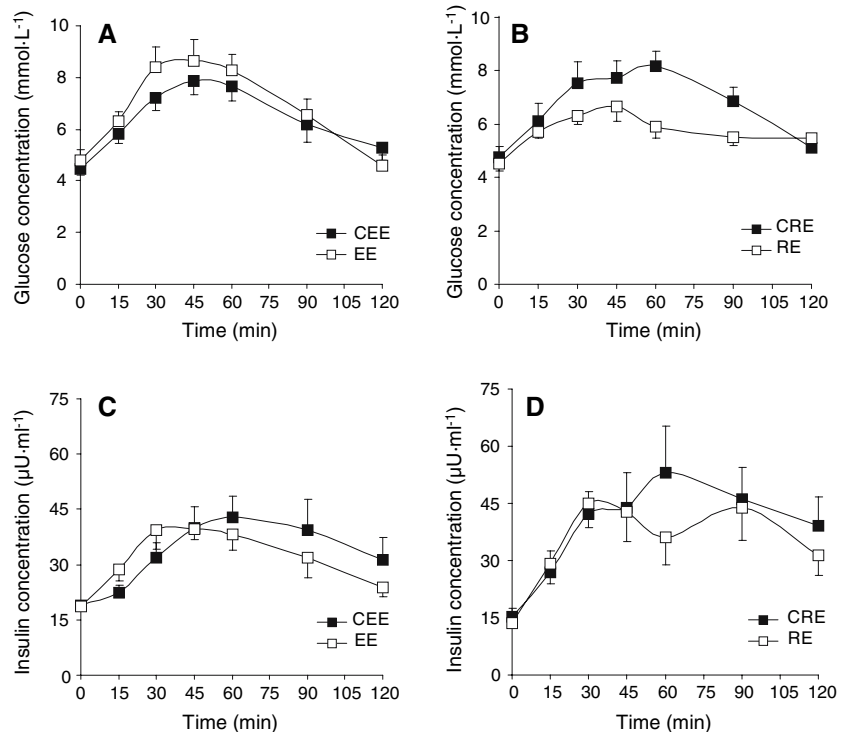 A
Glucose concentration (mmol·L-1)
10
8
6
4
2
0
CEE
EE
0 15 30 45 60 75 90 105 120
Time (min)
B
Glucose concentration (mmol·L-1)
10
8
6
4
2
0
CRE
RE
0 15 30 45 60 75 90 105 120
Time (min)
C
Insulin concentration (µU·ml-1)
75
60
45
30
15
0
CEE
EE
0 15 30 45 60 75 90 105 120
Time (min)
D
Insulin concentration (µU·ml-1)
75
60
45
30
15
0
CRE
RE
0 15 30 45 60 75 90 105 120
Time (min)